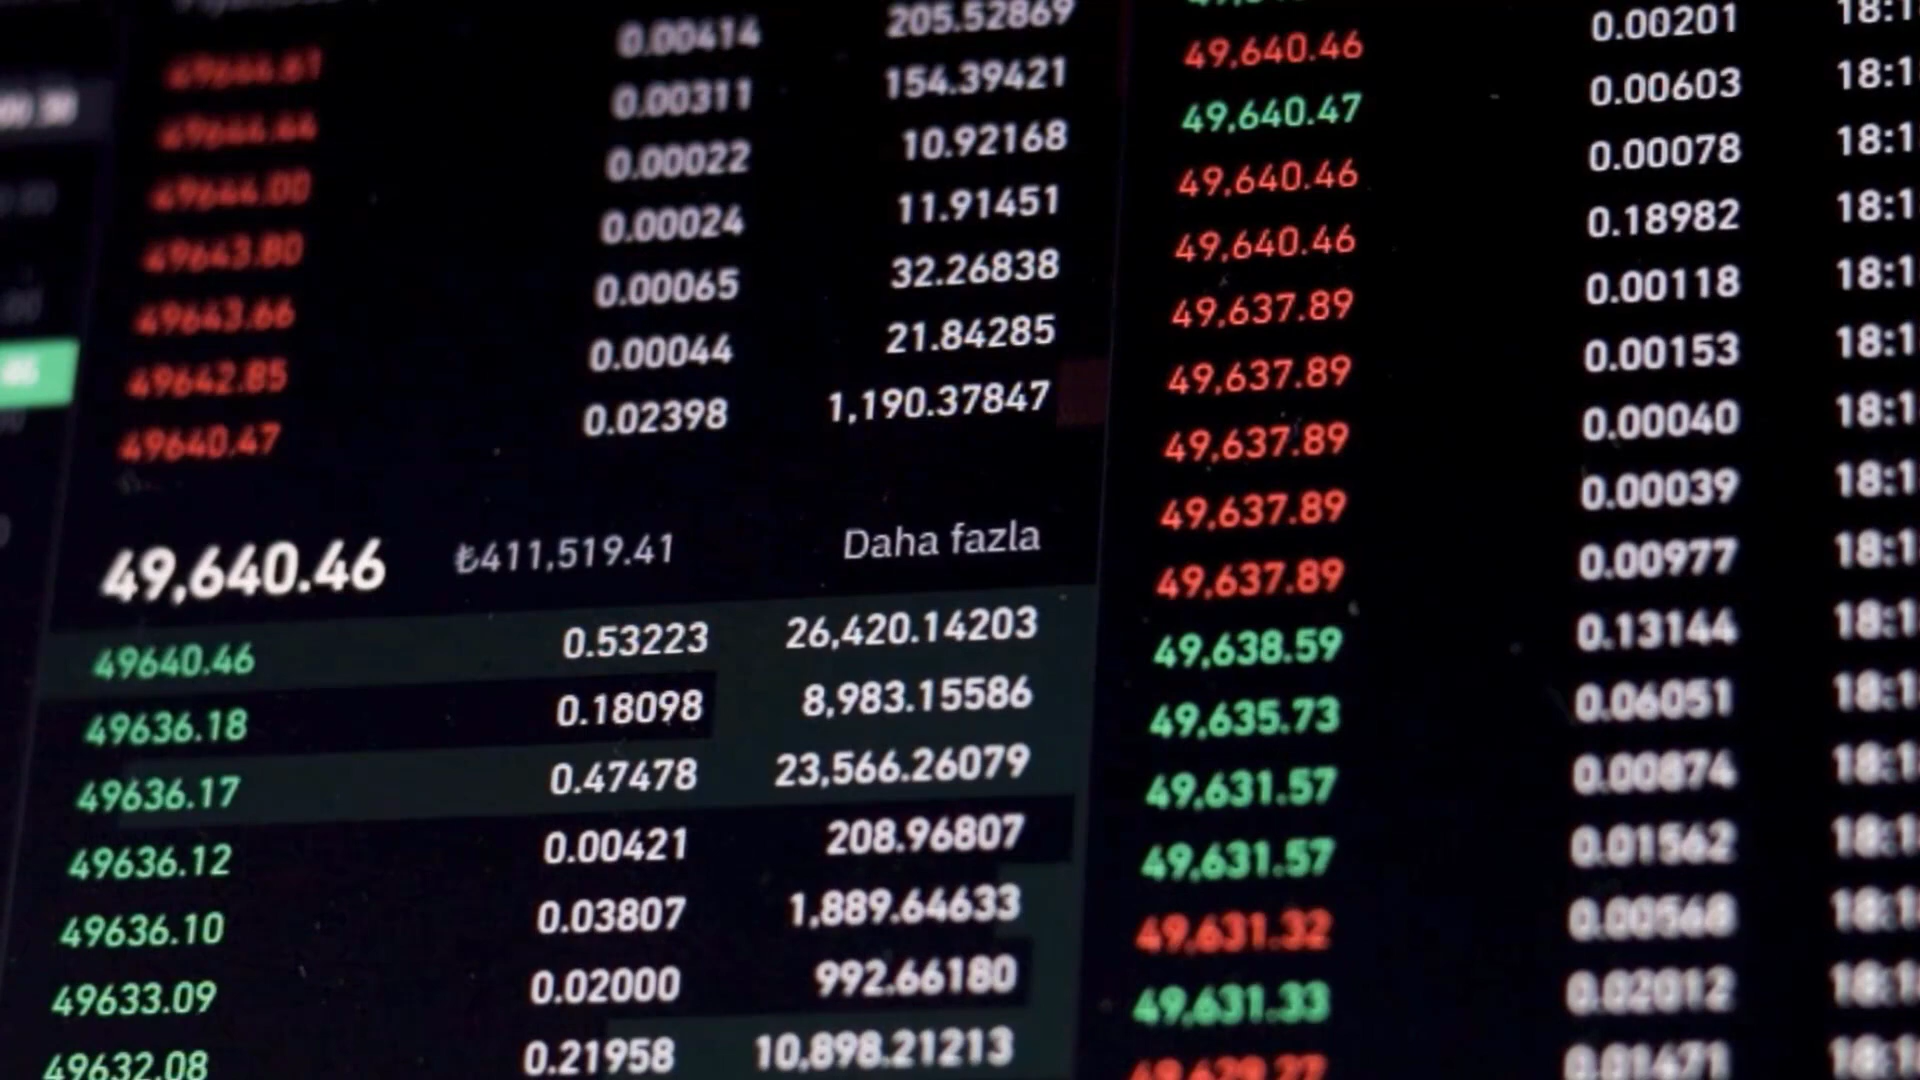 0.00414 205.52869
49644.61 0.00311 154.39421
49644.44 0.00022 10.92168
49644.00 0.00024 11.91451
49643.80 0.00065 32.26838
49643.66 0.00044 21.84285
49642.85 0.02398 1,190.37847
49640.47
49,640.46 ₺411,519.41 Daha fazla
49640.46 0.53223 26,420.14203
49636.18 0.18098 8,983.15586
49636.17 0.47478 23,566.26079
49636.12 0.00421 208.96807
49636.10 0.03807 1,889.64633
49633.09 0.02000 992.66180
49632.08 0.21958 10,898.21213
0.00201
49,640.46 0.00603 18:1
49,640.47 0.00078 18:1
49,640.46 0.18982 18:1
49,640.46 0.00118 18:1
49,637.89 0.00153 18:1
49,637.89 0.00040 18:1
49,637.89 0.00039 18:1
49,637.89 0.00977 18:1
49,637.89 0.13144 18:1
49,638.59 0.06051 18:1
49,635.73 0.00874 18:1
49,631.57 0.01562 18:1
49,631.57 0.00568 18:1
49,631.32 0.02012 18:1
49,631.33 0.01471 18:1